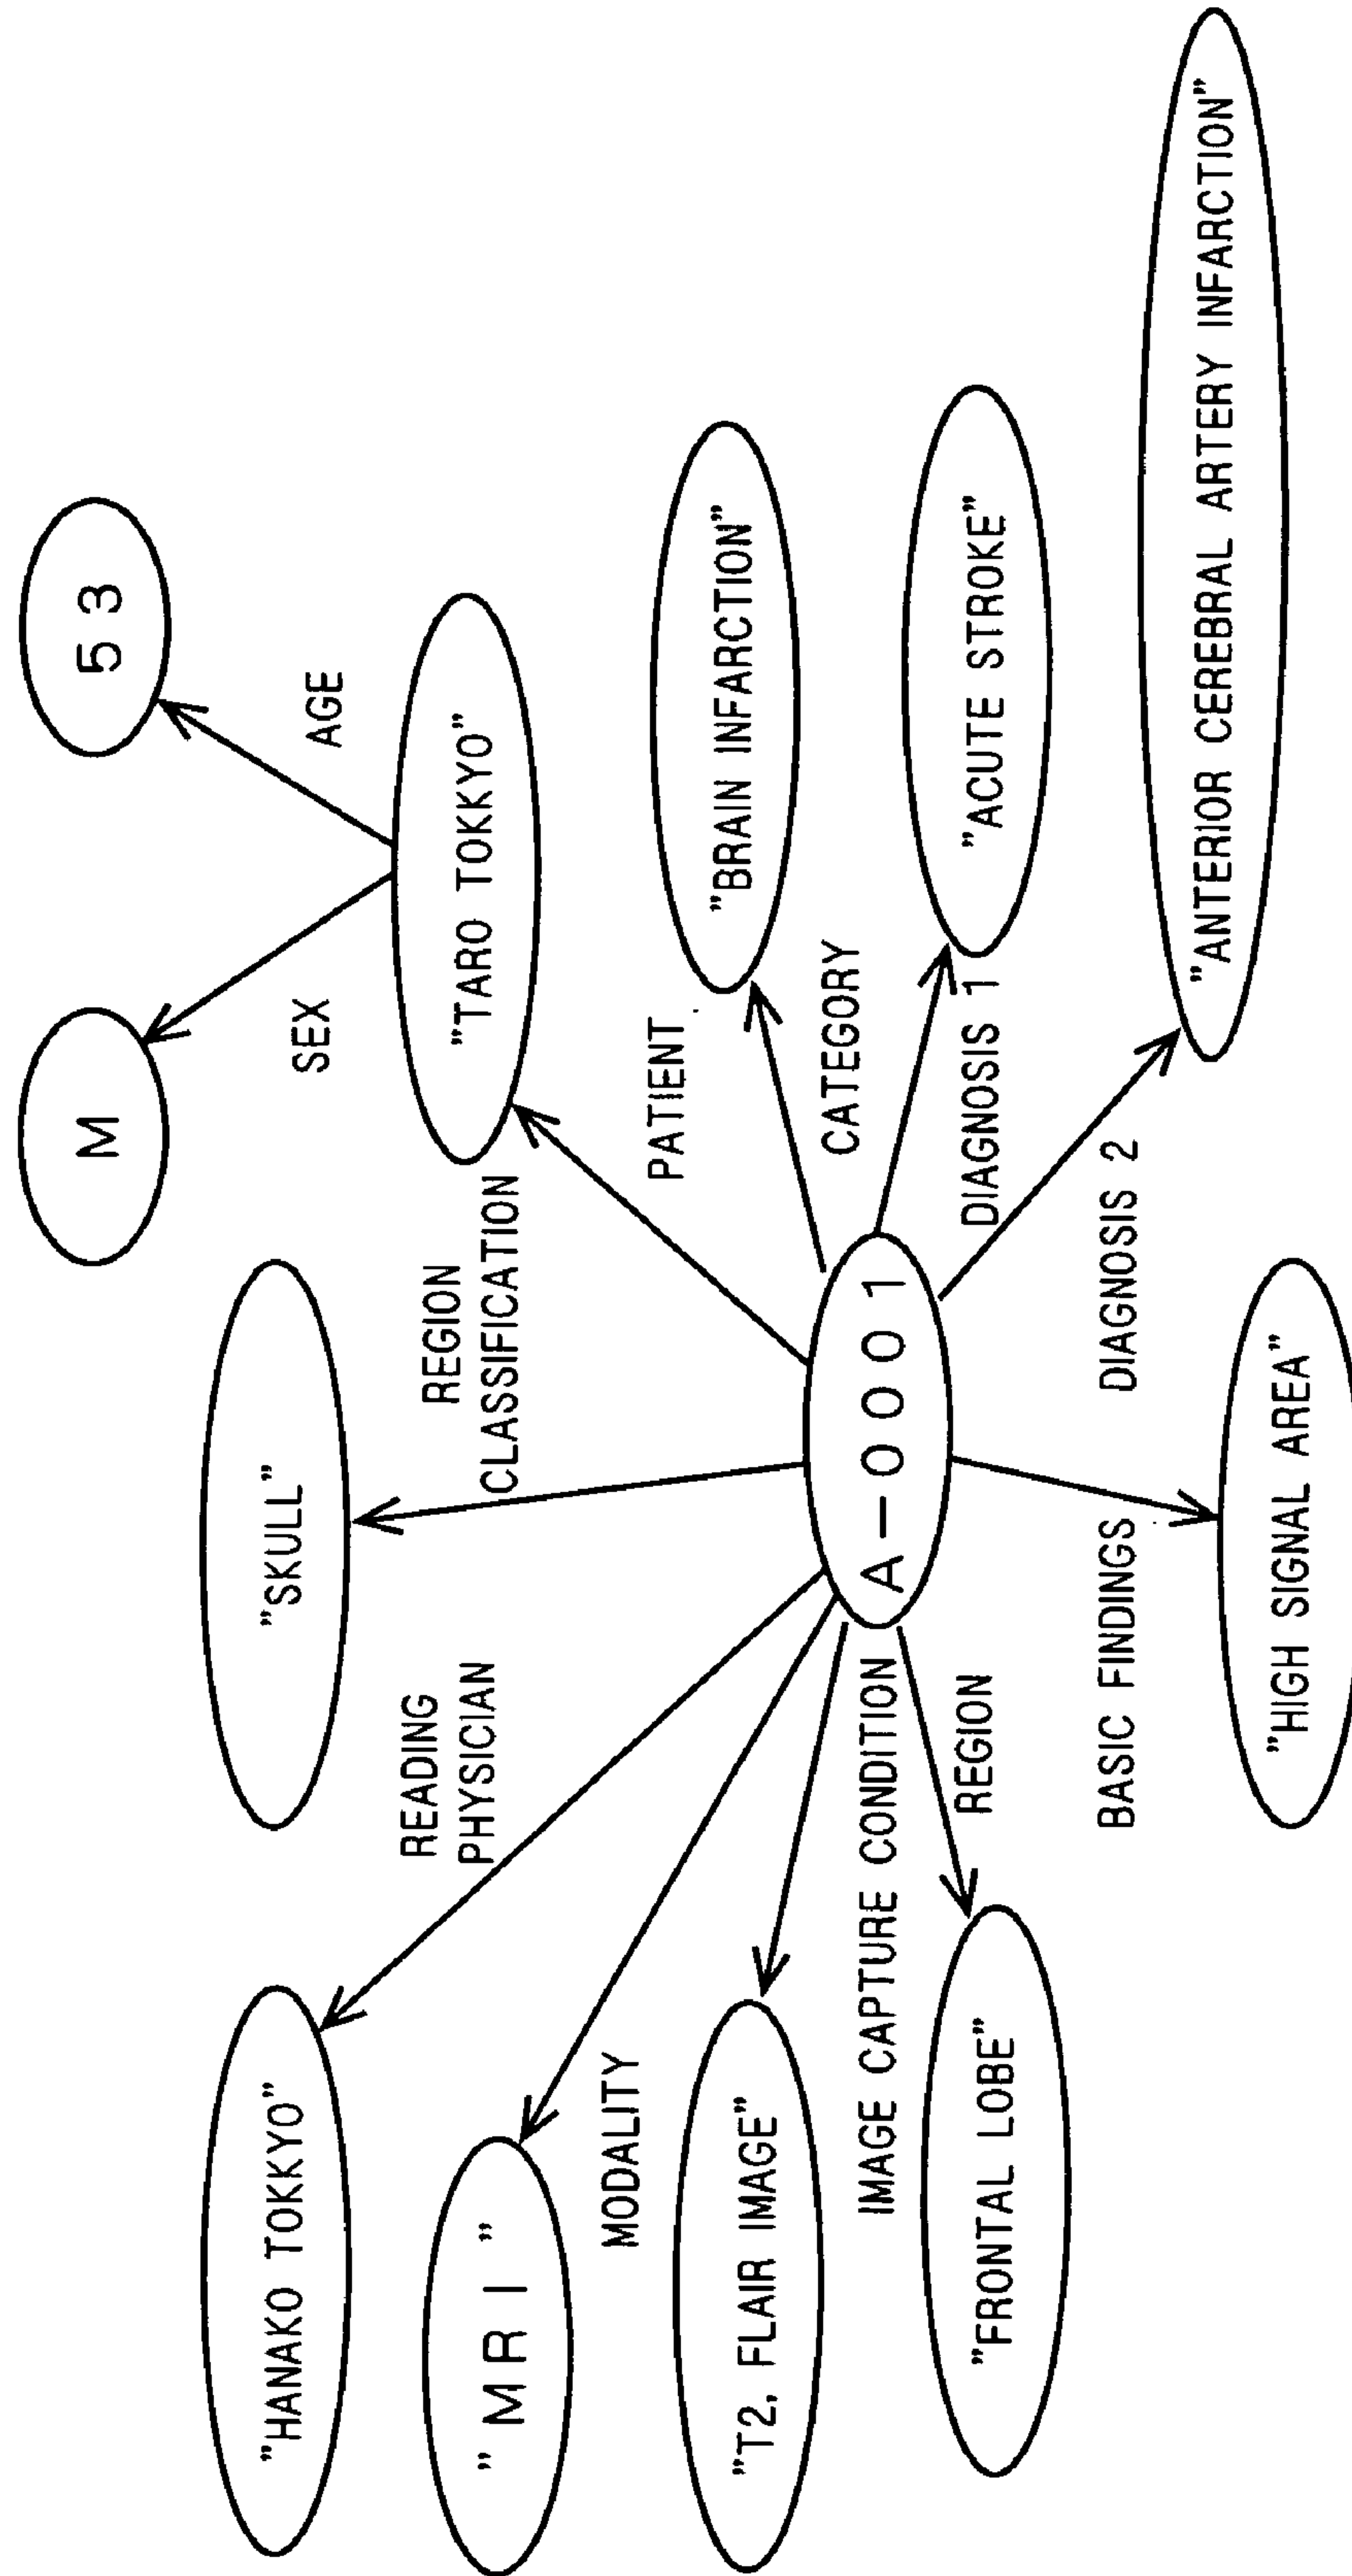 M
53
SEX
AGE
"HANAKO TOKKYO"
"SKULL"
"TARO TOKKYO"
READING
PHYSICIAN
REGION
CLASSIFICATION
" MRI "
MODALITY
PATIENT
"BRAIN INFARCTION"
"T2, FLAIR IMAGE"
CATEGORY
IMAGE CAPTURE CONDITION
A-0001
"ACUTE STROKE"
"FRONTAL LOBE"
REGION
DIAGNOSIS 1
BASIC FINDINGS
DIAGNOSIS 2
"ANTERIOR CEREBRAL ARTERY INFARCTION"
"HIGH SIGNAL AREA"